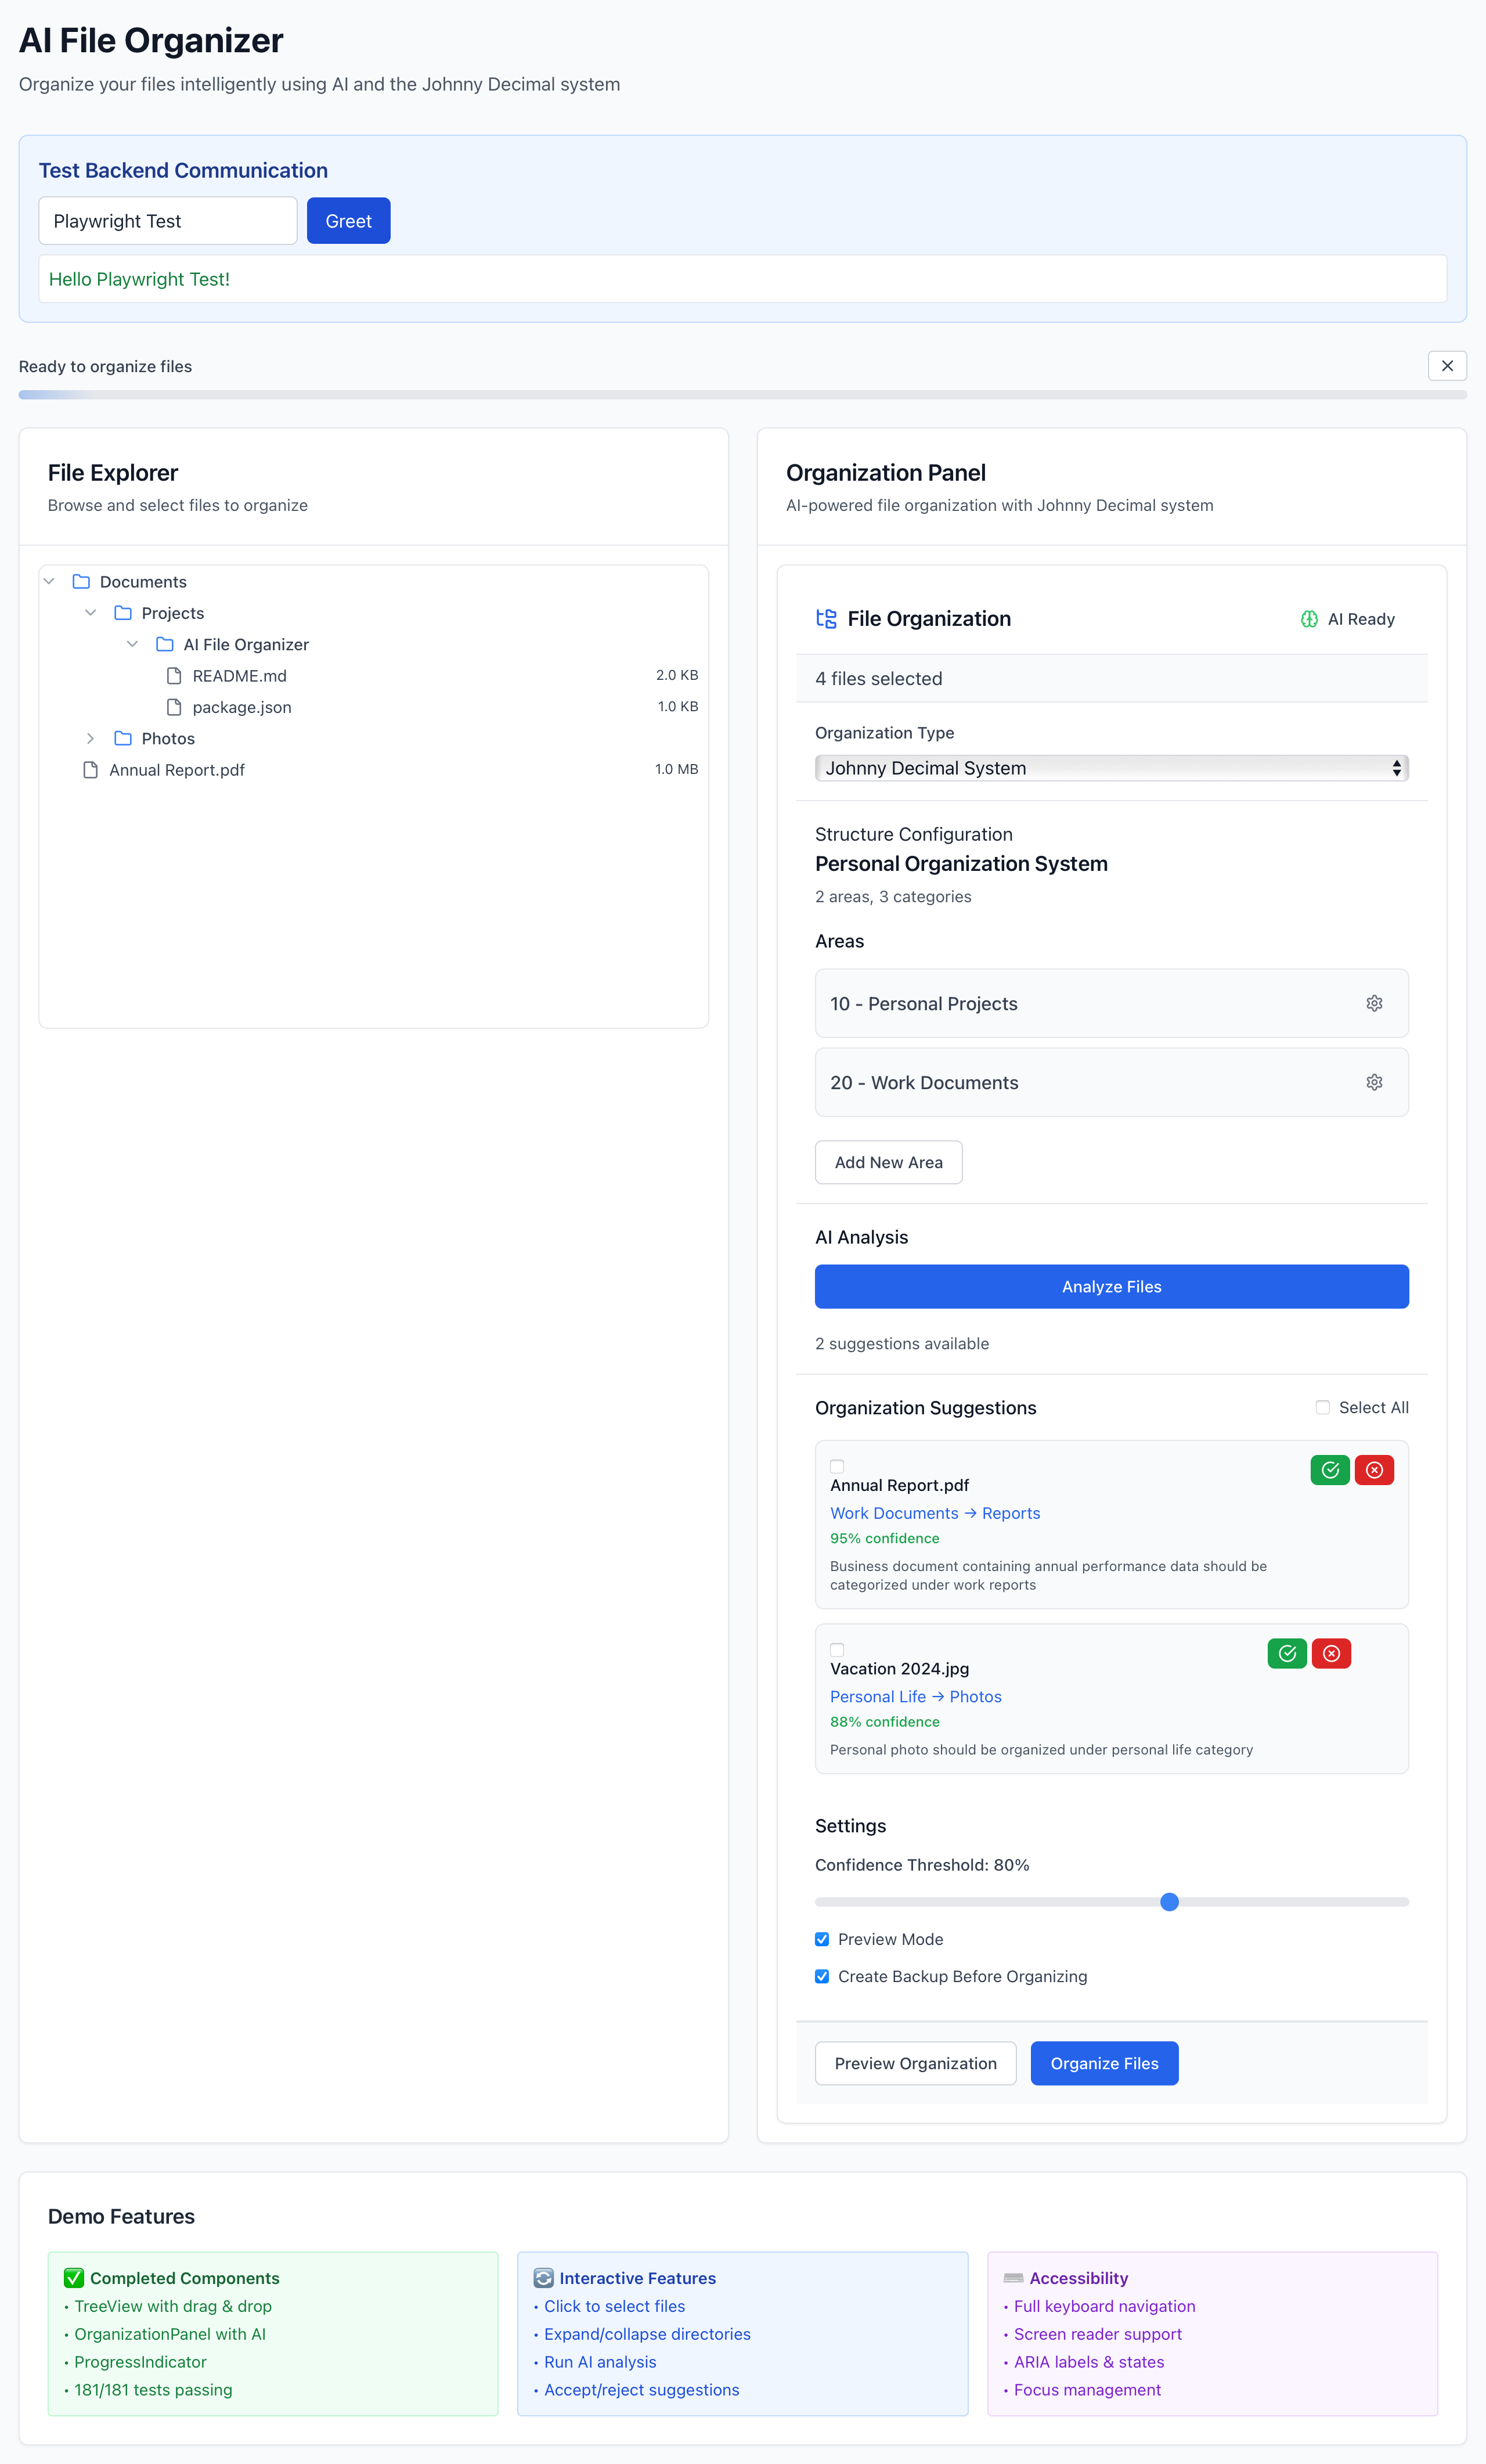 AI File Organizer
Organize your files intelligently using AI and the Johnny Decimal system
Test Backend Communication
Playwright Test
Greet
Hello Playwright Test!
Ready to organize files
File Explorer
Browse and select files to organize
Documents
Projects
AI File Organizer
README.md 2.0 KB
package.json 1.0 KB
Photos
Annual Report.pdf 1.0 MB
Organization Panel
AI-powered file organization with Johnny Decimal system
File Organization
AI Ready
4 files selected
Organization Type
Johnny Decimal System
Structure Configuration
Personal Organization System
2 areas, 3 categories
Areas
10 - Personal Projects
20 - Work Documents
Add New Area
AI Analysis
Analyze Files
2 suggestions available
Organization Suggestions
Select All
Annual Report.pdf
Work Documents → Reports
95% confidence
Business document containing annual performance data should be
categorized under work reports
Vacation 2024.jpg
Personal Life → Photos
88% confidence
Personal photo should be organized under personal life category
Settings
Confidence Threshold: 80%
Preview Mode
Create Backup Before Organizing
Preview Organization
Organize Files
Demo Features
✅ Completed Components
• TreeView with drag & drop
• OrganizationPanel with AI
• ProgressIndicator
• 181/181 tests passing
🔄 Interactive Features
• Click to select files
• Expand/collapse directories
• Run AI analysis
• Accept/reject suggestions
⌨️ Accessibility
• Full keyboard navigation
• Screen reader support
• ARIA labels & states
• Focus management